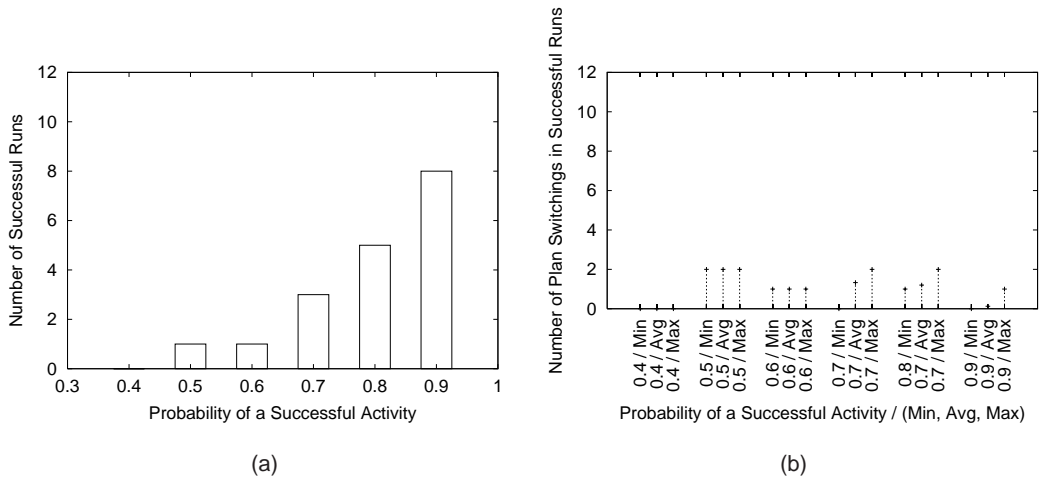 Number of Successul Runs
12
10
8
6
4
2
0
0.3 0.4 0.5 0.6 0.7 0.8 0.9 1
Probability of a Successful Activity
(a)
Number of Plan Switchings in Successful Runs
12
10
8
6
4
2
0
0.4 / Min
0.4 / Avg
0.4 / Max
0.5 / Min
0.5 / Avg
0.5 / Max
0.6 / Min
0.6 / Avg
0.6 / Max
0.7 / Min
0.7 / Avg
0.7 / Max
0.8 / Min
0.7 / Avg
0.7 / Max
0.9 / Min
0.9 / Avg
0.9 / Max
Probability of a Successful Activity / (Min, Avg, Max)
(b)